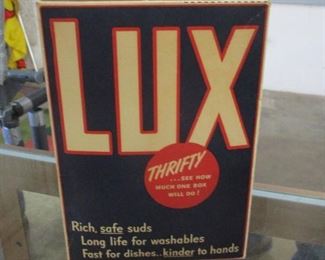 LUX
THRIFTY
...SEE HOW
MUCH ONE BOX
WILL DO!
Rich, safe suds
Long life for washables
Fast for dishes..kinder to hands